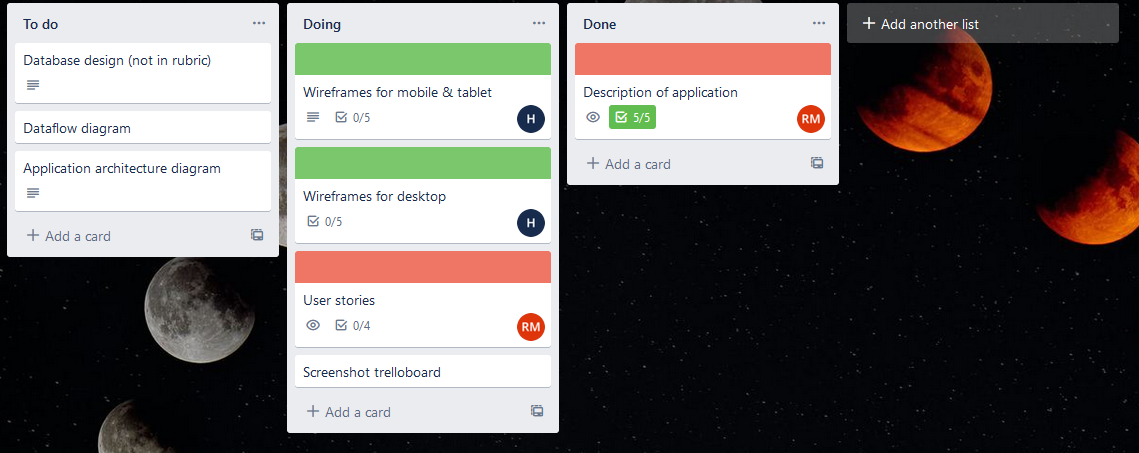 To do
Database design (not in rubric)
Dataflow diagram
Application architecture diagram
Add a card
Doing
Wireframes for mobile & tablet
0/5
H
Wireframes for desktop
0/5
H
User stories
0/4
RM
Screenshot trelloboard
Add a card
Done
Description of application
5/5
RM
Add a card
Add another list